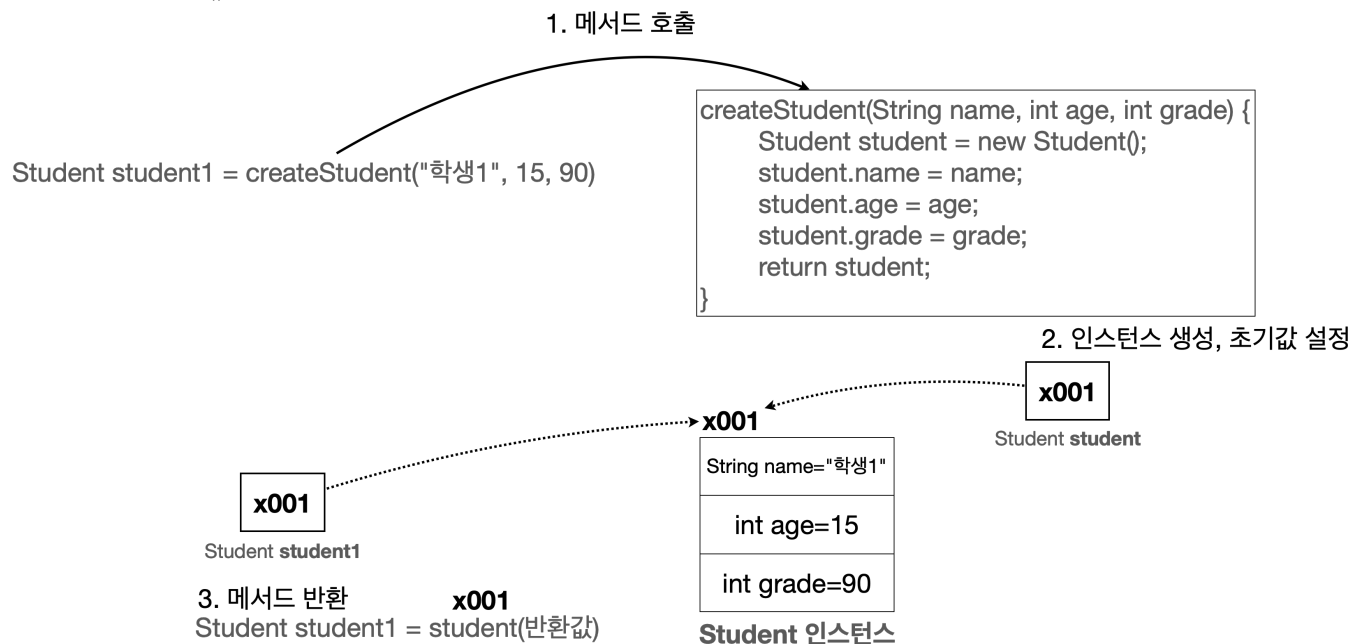 1. 메서드 호출
createStudent(String name, int age, int grade) {
Student student = new Student();
student.name = name;
student.age = age;
student.grade = grade;
return student;
}
Student student1 = createStudent("학생1", 15, 90)
2. 인스턴스 생성, 초기값 설정
x001
Student student
x001
String name="학생1"
int age=15
int grade=90
Student 인스턴스
x001
Student student1
3. 메서드 반환
x001
Student student1 = student(반환값)